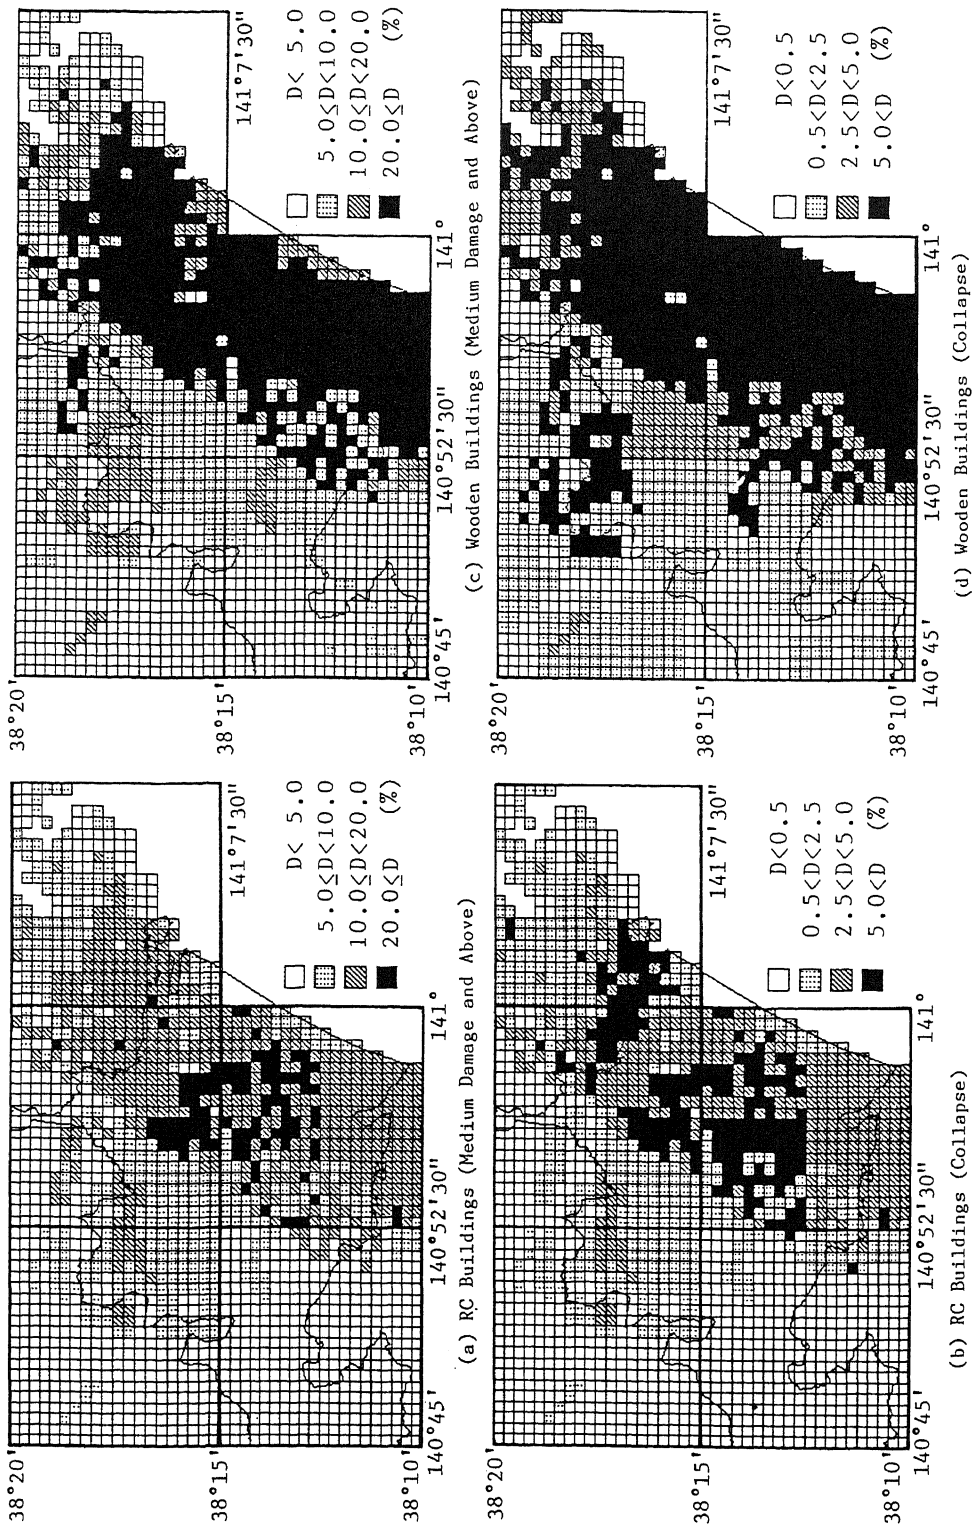 38°20'
38°15'
38°10'
140°45'
140°52'30"
141°
141°7'30"
D< 5.0
5.0≤D<10.0
10.0≤D<20.0
20.0≤D (%)
(a) RC Buildings (Medium Damage and Above)
38°20'
38°15'
38°10'
140°45'
140°52'30"
141°
141°7'30"
D<0.5
0.5<D<2.5
2.5<D<5.0
5.0<D (%)
(b) RC Buildings (Collapse)
38°20'
38°15'
38°10'
140°45'
140°52'30"
141°
141°7'30"
D< 5.0
5.0≤D<10.0
10.0≤D<20.0
20.0≤D (%)
(c) Wooden Buildings (Medium Damage and Above)
38°20'
38°15'
38°10'
140°45'
140°52'30"
141°
141°7'30"
D<0.5
0.5<D<2.5
2.5<D<5.0
5.0<D (%)
(d) Wooden Buildings (Collapse)